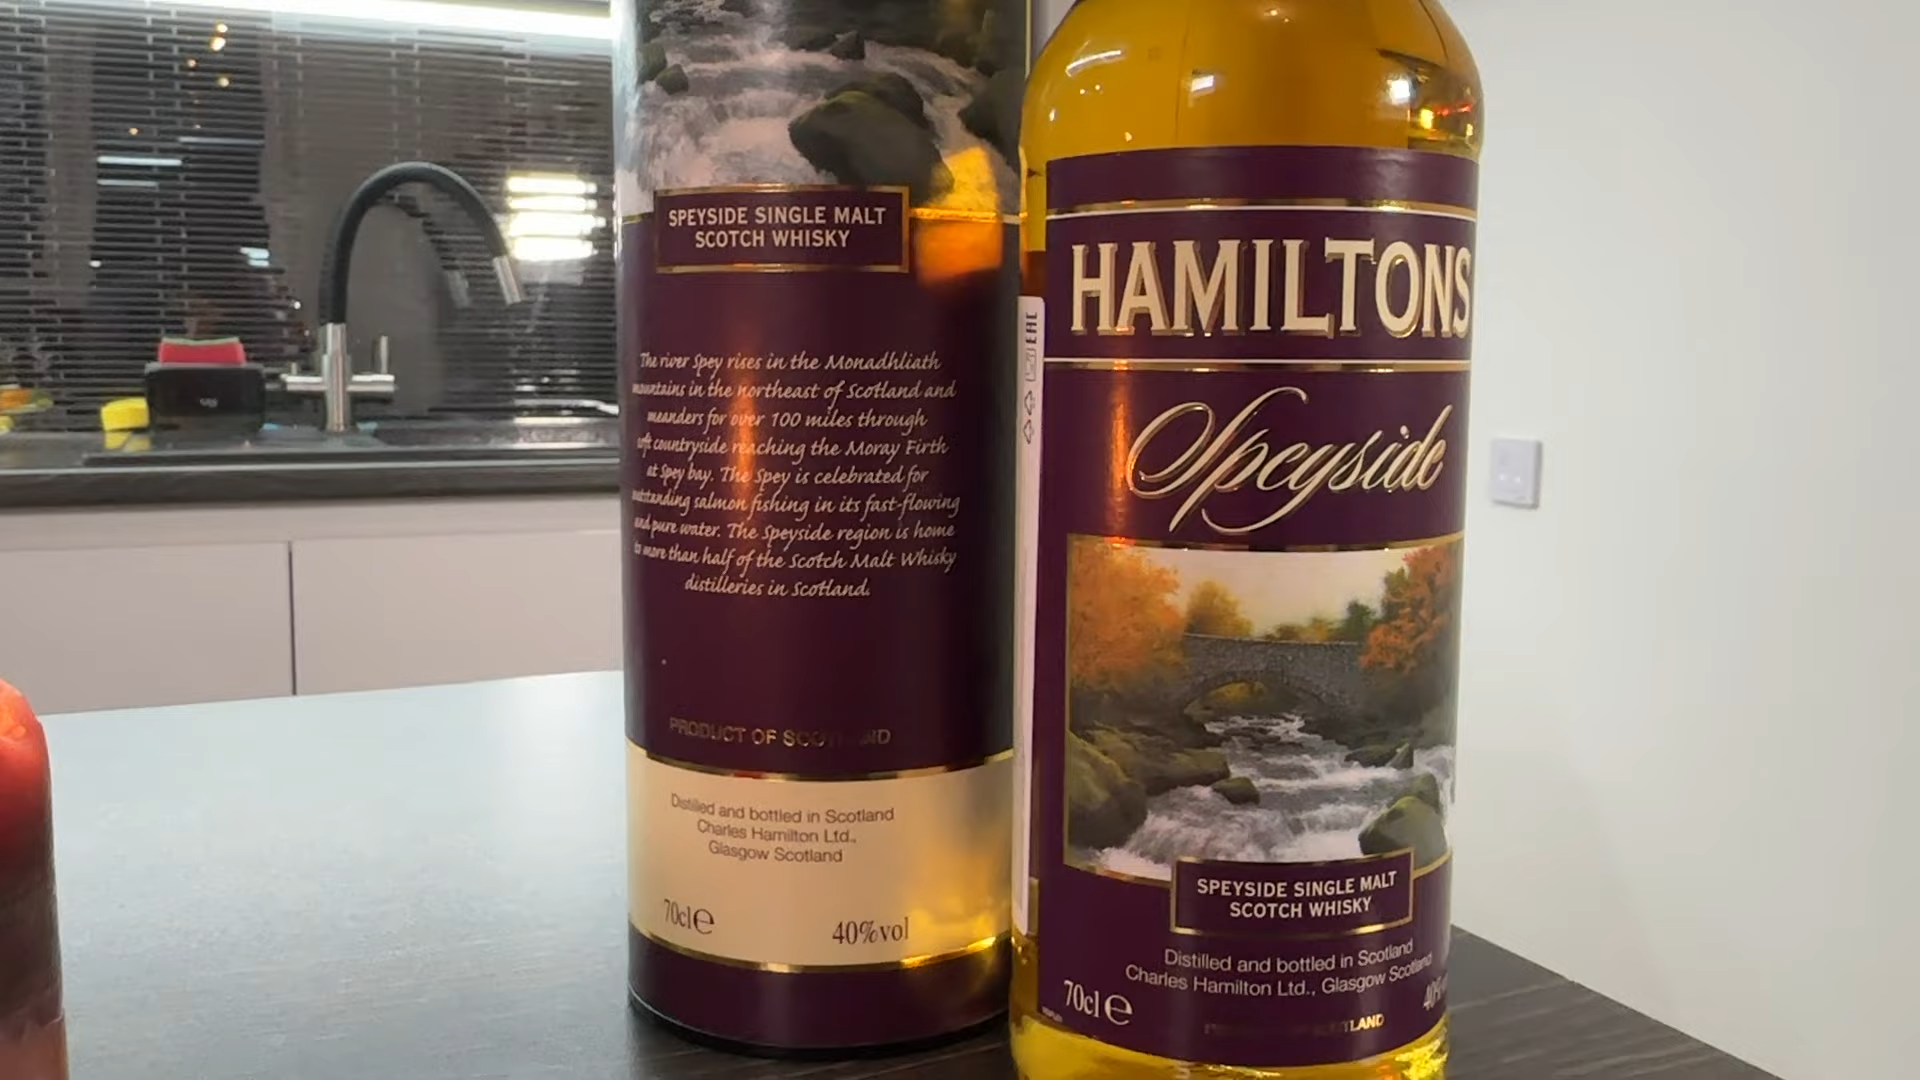 SPEYSIDE SINGLE MALT
SCOTCH WHISKY
The river Spey rises in the Monadhliath
mountains in the northeast of Scotland and
meanders for over 100 miles through
soft countryside reaching the Moray Firth
at Spey bay. The Spey is celebrated for
outstanding salmon fishing in its fast-flowing
and pure water. The Speyside region is home
to more than half of the Scotch Malt Whisky
distilleries in Scotland.
PRODUCT OF SCOTLAND
Distilled and bottled in Scotland
Charles Hamilton Ltd.,
Glasgow Scotland
70cl e
40%vol
EAC
HAMILTONS
Speyside
SPEYSIDE SINGLE MALT
SCOTCH WHISKY
Distilled and bottled in Scotland
Charles Hamilton Ltd., Glasgow Scotland
70cl e
40%